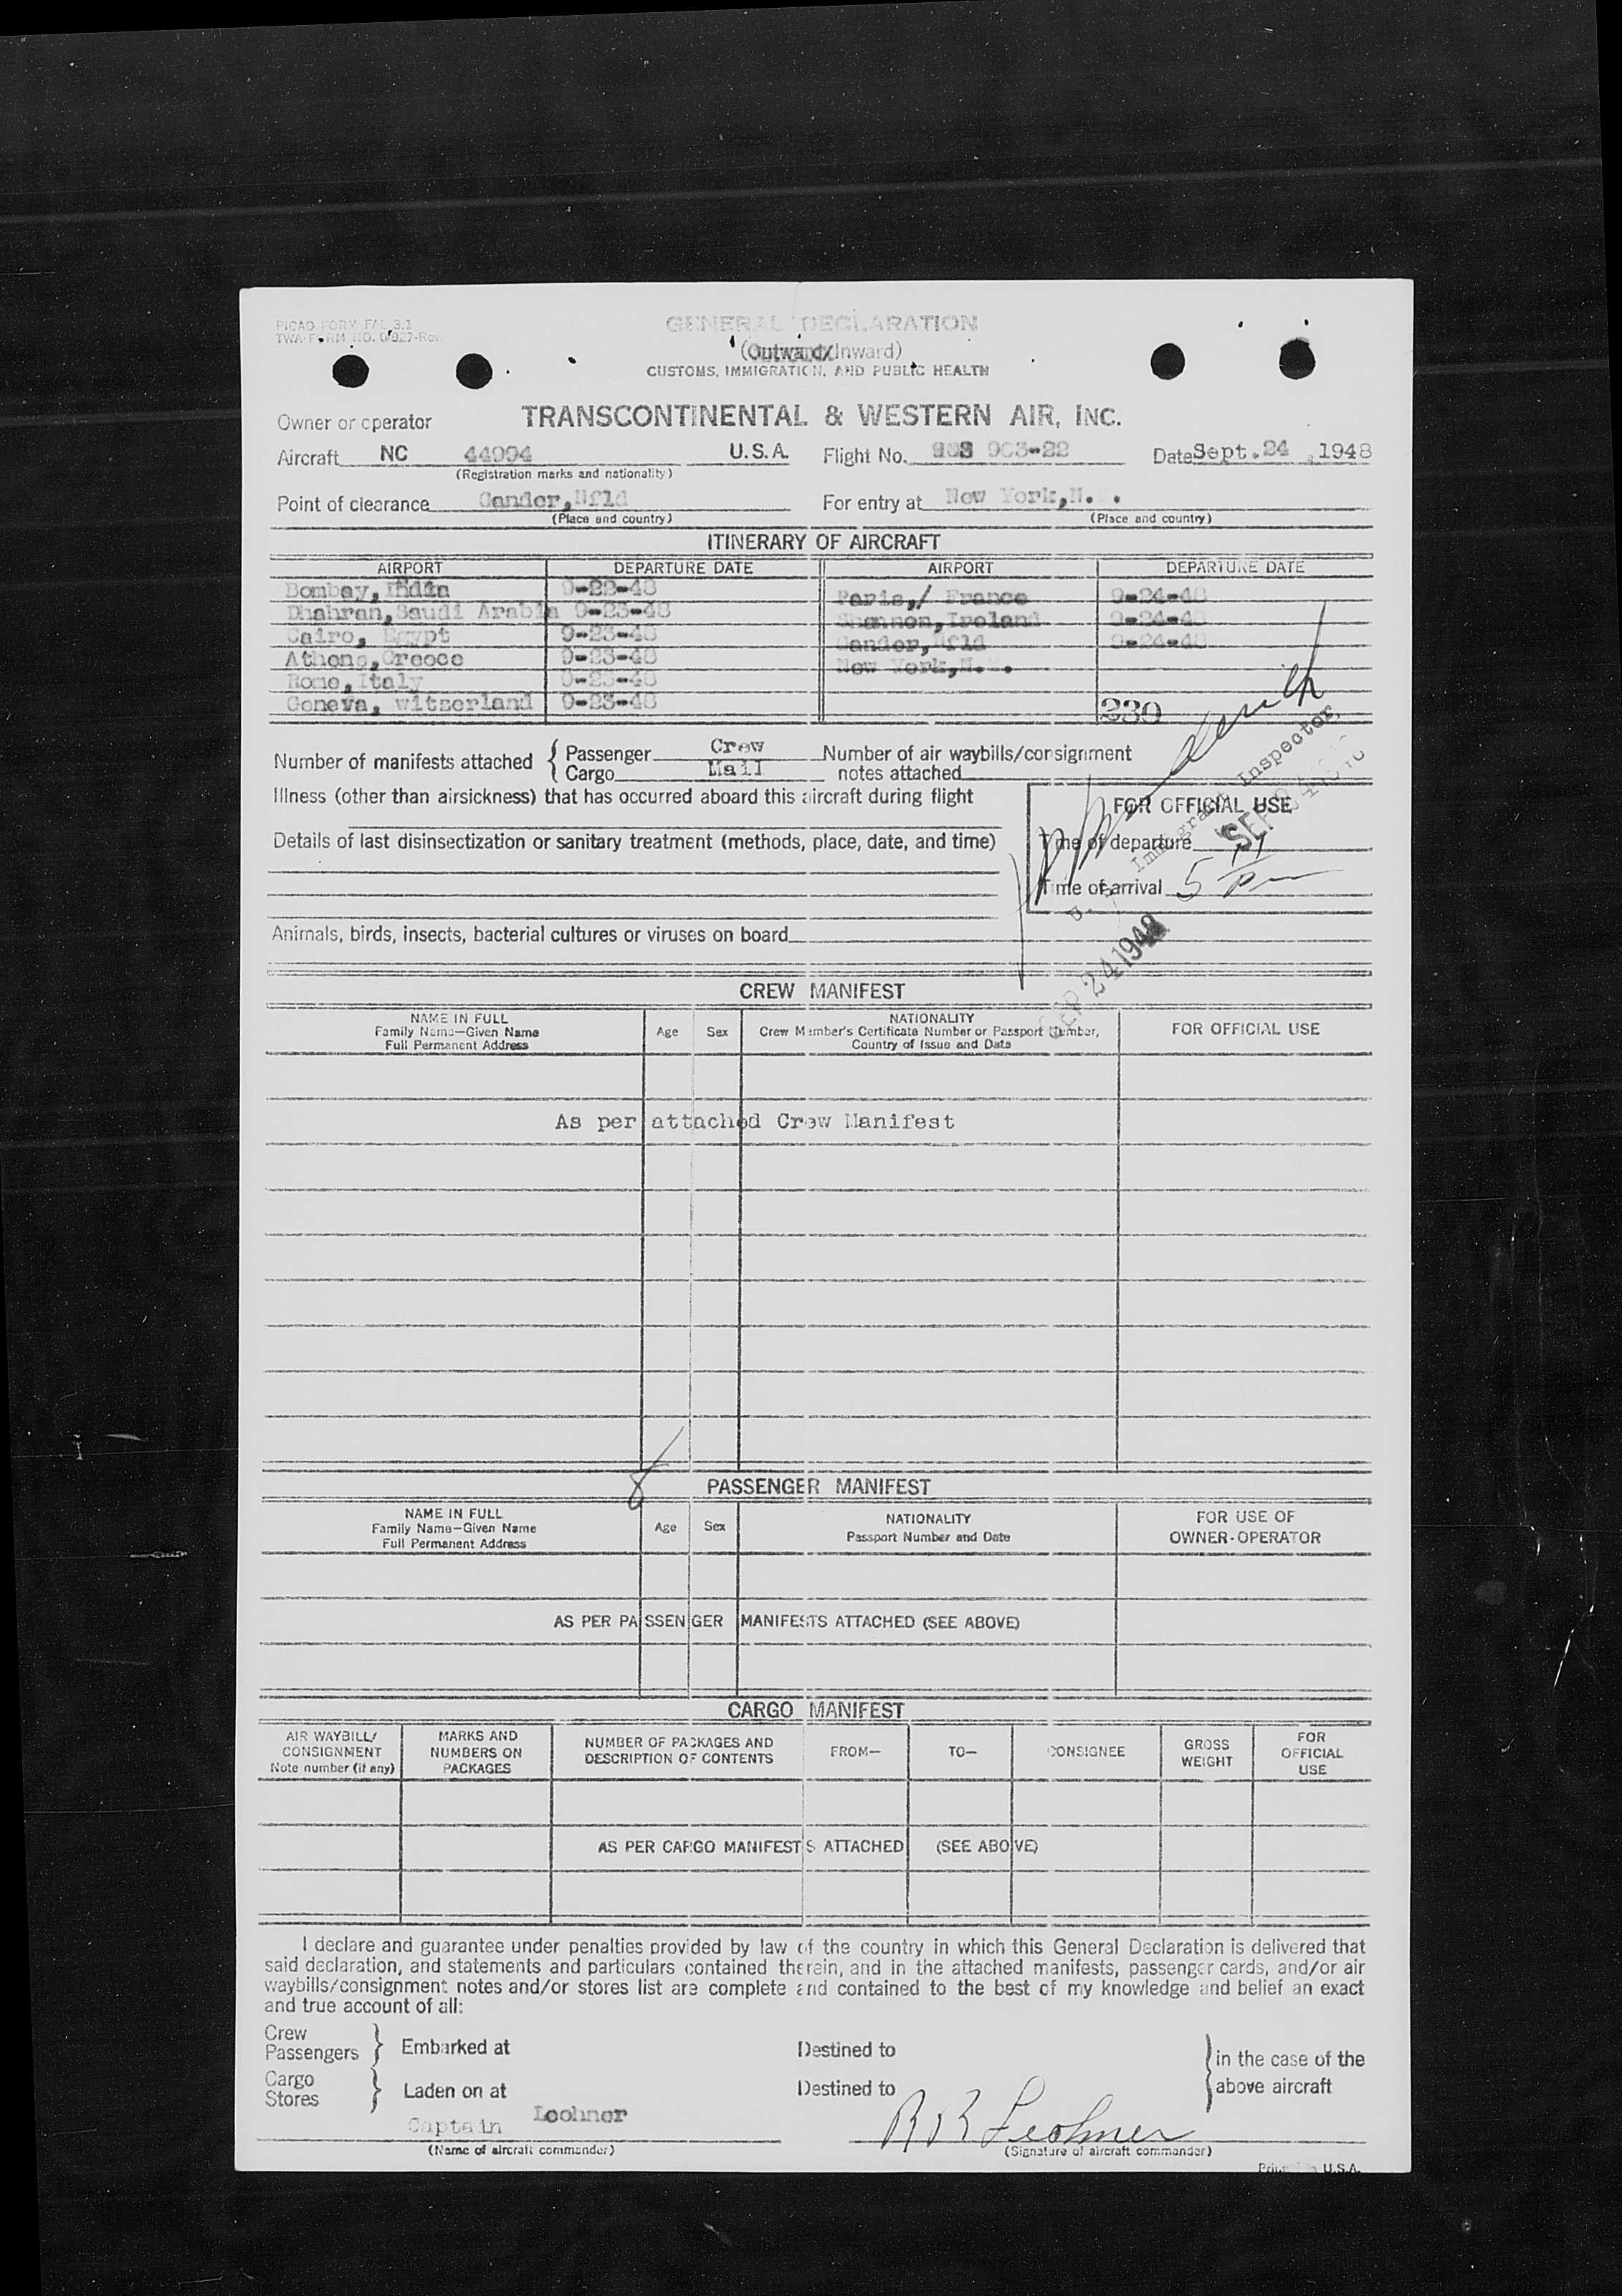 PICAO FORM FAL 3.1
TWA FORM NO. 0-927-Rev.
GENERAL DECLARATION
(Outward/Inward)
CUSTOMS, IMMIGRATION, AND PUBLIC HEALTH
Owner or operator TRANSCONTINENTAL & WESTERN AIR, INC.
Aircraft NC 44994 U.S.A. Flight No. 903-22 Date Sept. 24, 1948
(Registration marks and nationality)
Point of clearance Gander, Nfld For entry at New York, N.
(Place and country) (Place and country)
ITINERARY OF AIRCRAFT
AIRPORT DEPARTURE DATE AIRPORT DEPARTURE DATE
Bombay, India 9-22-48 Paris,/ France 9-24-48
Dhahran, Saudi Arabia 9-23-48 Shannon, Ireland 9-24-48
Cairo, Egypt 9-23-48 Gander, Nfld 9-24-48
Athens, Greece 9-23-48 New York, N.Y.
Rome, Italy 9-23-48
Geneva, witzerland 9-23-48
230
Number of manifests attached { Passenger Crew Number of air waybills/consignment
Cargo Mail notes attached
Illness (other than airsickness) that has occurred aboard this aircraft during flight
FOR OFFICIAL USE
Details of last disinsectization or sanitary treatment (methods, place, date, and time)
Time of departure
Time of arrival 5 11 pm
U. S. Immigrant Inspector
SEP 24 1948
Animals, birds, insects, bacterial cultures or viruses on board
SEP 24 1948
CREW MANIFEST
NAME IN FULL
Family Name—Given Name
Full Permanent Address
Age Sex
NATIONALITY
Crew Member's Certificate Number or Passport Number,
Country of Issue and Date
FOR OFFICIAL USE
As per attached Crew Manifest
8
PASSENGER MANIFEST
NAME IN FULL
Family Name—Given Name
Full Permanent Address
Age Sex
NATIONALITY
Passport Number and Date
FOR USE OF
OWNER-OPERATOR
AS PER PASSENGER MANIFESTS ATTACHED (SEE ABOVE)
CARGO MANIFEST
AIR WAYBILL/
CONSIGNMENT
Note number (if any)
MARKS AND
NUMBERS ON
PACKAGES
NUMBER OF PACKAGES AND
DESCRIPTION OF CONTENTS
FROM—
TO—
CONSIGNEE
GROSS
WEIGHT
FOR
OFFICIAL
USE
AS PER CARGO MANIFESTS ATTACHED (SEE ABOVE)
I declare and guarantee under penalties provided by law of the country in which this General Declaration is delivered that
said declaration, and statements and particulars contained therein, and in the attached manifests, passenger cards, and/or air
waybills/consignment notes and/or stores list are complete and contained to the best of my knowledge and belief an exact
and true account of all:
Crew
Passengers } Embarked at Destined to
Cargo
Stores } Laden on at Destined to
} in the case of the
above aircraft
Captain Leohner R R Leohner
(Name of aircraft commander) (Signature of aircraft commander)
Printed in U.S.A.